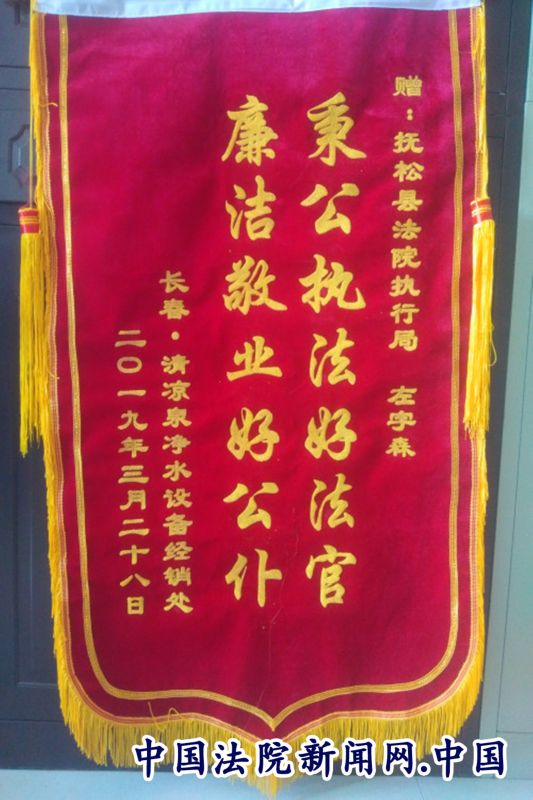 赠：抚松县法院执行局 左宇森
秉公执法好法官
廉洁敬业好公仆
长春·清凉泉净水设备经销处
二〇一九年三月二十八日
中国法院新闻网.中国